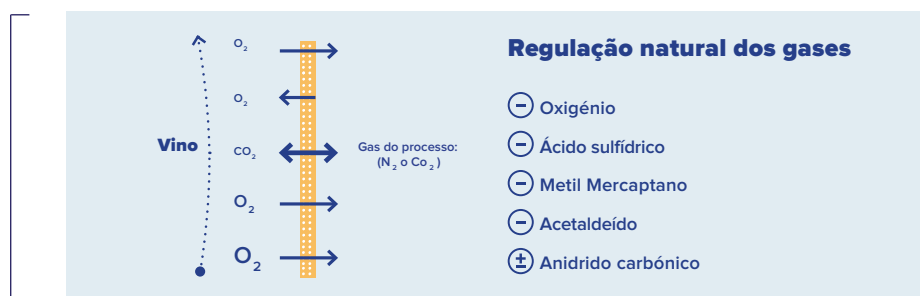 O₂
O₂
Vino
CO₂
Gas do processo:
(N₂ o Co₂)
O₂
O₂
Regulação natural dos gases
− Oxigénio
− Ácido sulfídrico
− Metil Mercaptano
− Acetaldeído
± Anidrido carbónico